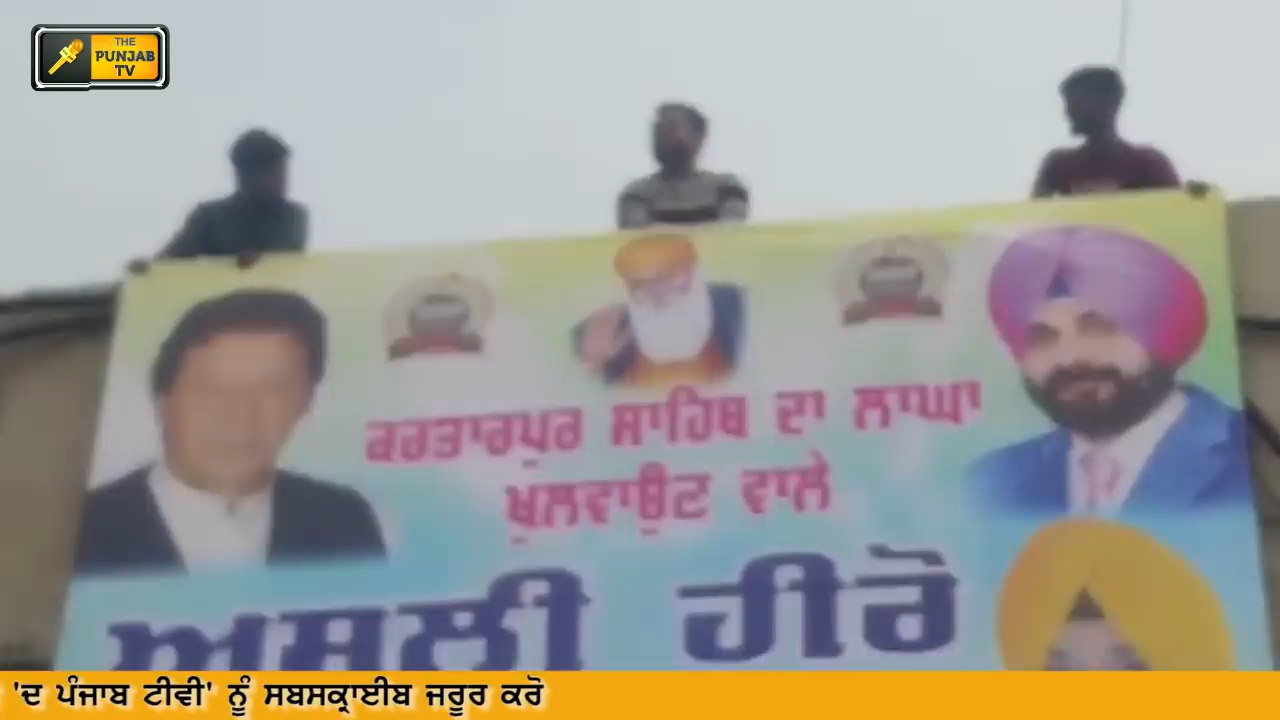 THE
PUNJAB
TV
ਕਰਤਾਰਪੁਰ ਸਾਹਿਬ ਦਾ ਲਾਂਘਾ
ਖੁਲਵਾਉਣ ਵਾਲੇ
ਅਸਲੀ ਹੀਰੋ
'ਦ ਪੰਜਾਬ ਟੀਵੀ' ਨੂੰ ਸਬਸਕ੍ਰਾਈਬ ਜਰੂਰ ਕਰੋ